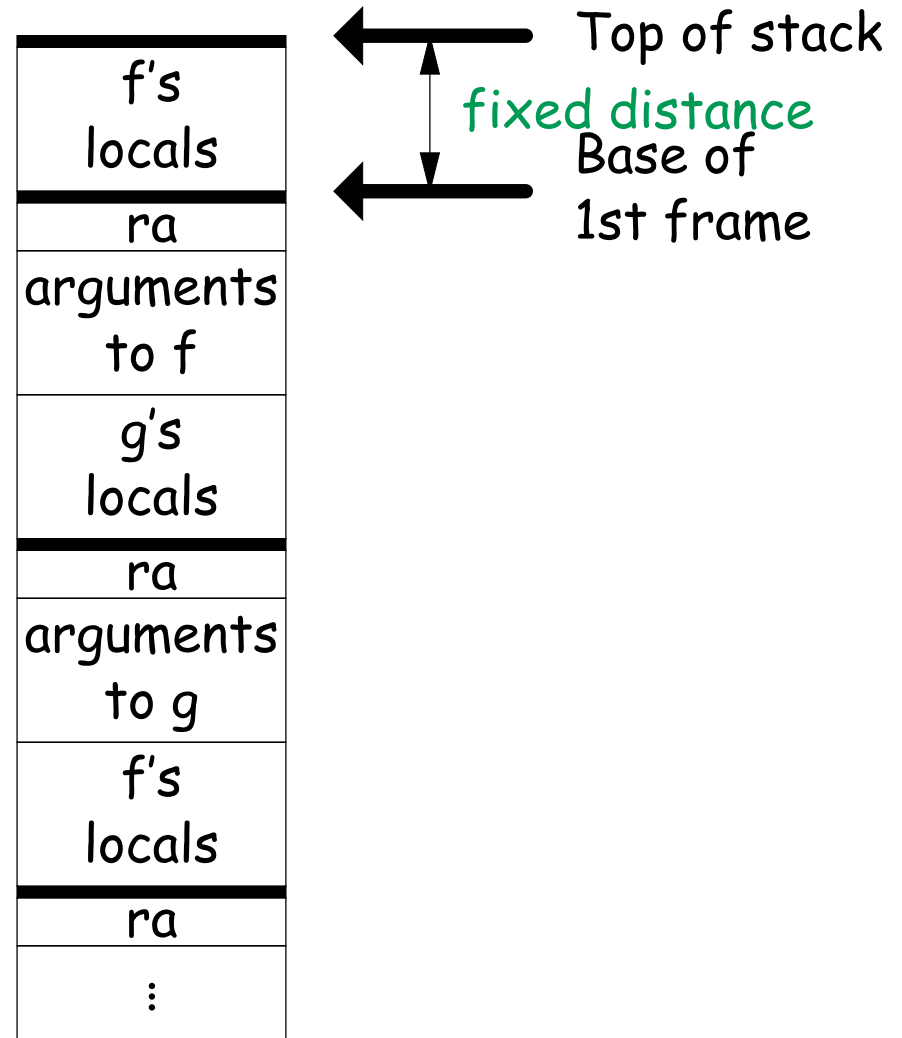 Top of stack
f's
locals
fixed distance
Base of
1st frame
ra
arguments
to f
g's
locals
ra
arguments
to g
f's
locals
ra
⋮